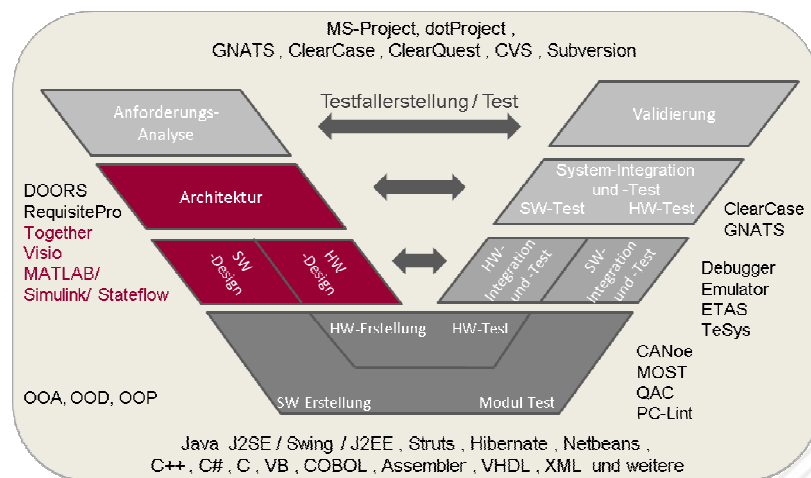 MS-Project, dotProject ,
GNATS , ClearCase , ClearQuest , CVS , Subversion
Anforderungs-
Analyse
Testfallerstellung / Test
Validierung
Architektur
System-Integration
und -Test
SW-Test HW-Test
DOORS
RequisitePro
Together
Visio
MATLAB/
Simulink/ Stateflow
ClearCase
GNATS
SW
-Design
HW
-Design
HW-
Integration
und -Test
SW-
Integration
und -Test
Debugger
Emulator
ETAS
TeSys
HW-Erstellung HW-Test
CANoe
MOST
QAC
PC-Lint
OOA, OOD, OOP
SW Erstellung Modul Test
Java J2SE / Swing / J2EE , Struts , Hibernate , Netbeans ,
C++ , C# , C , VB , COBOL , Assembler , VHDL , XML und weitere